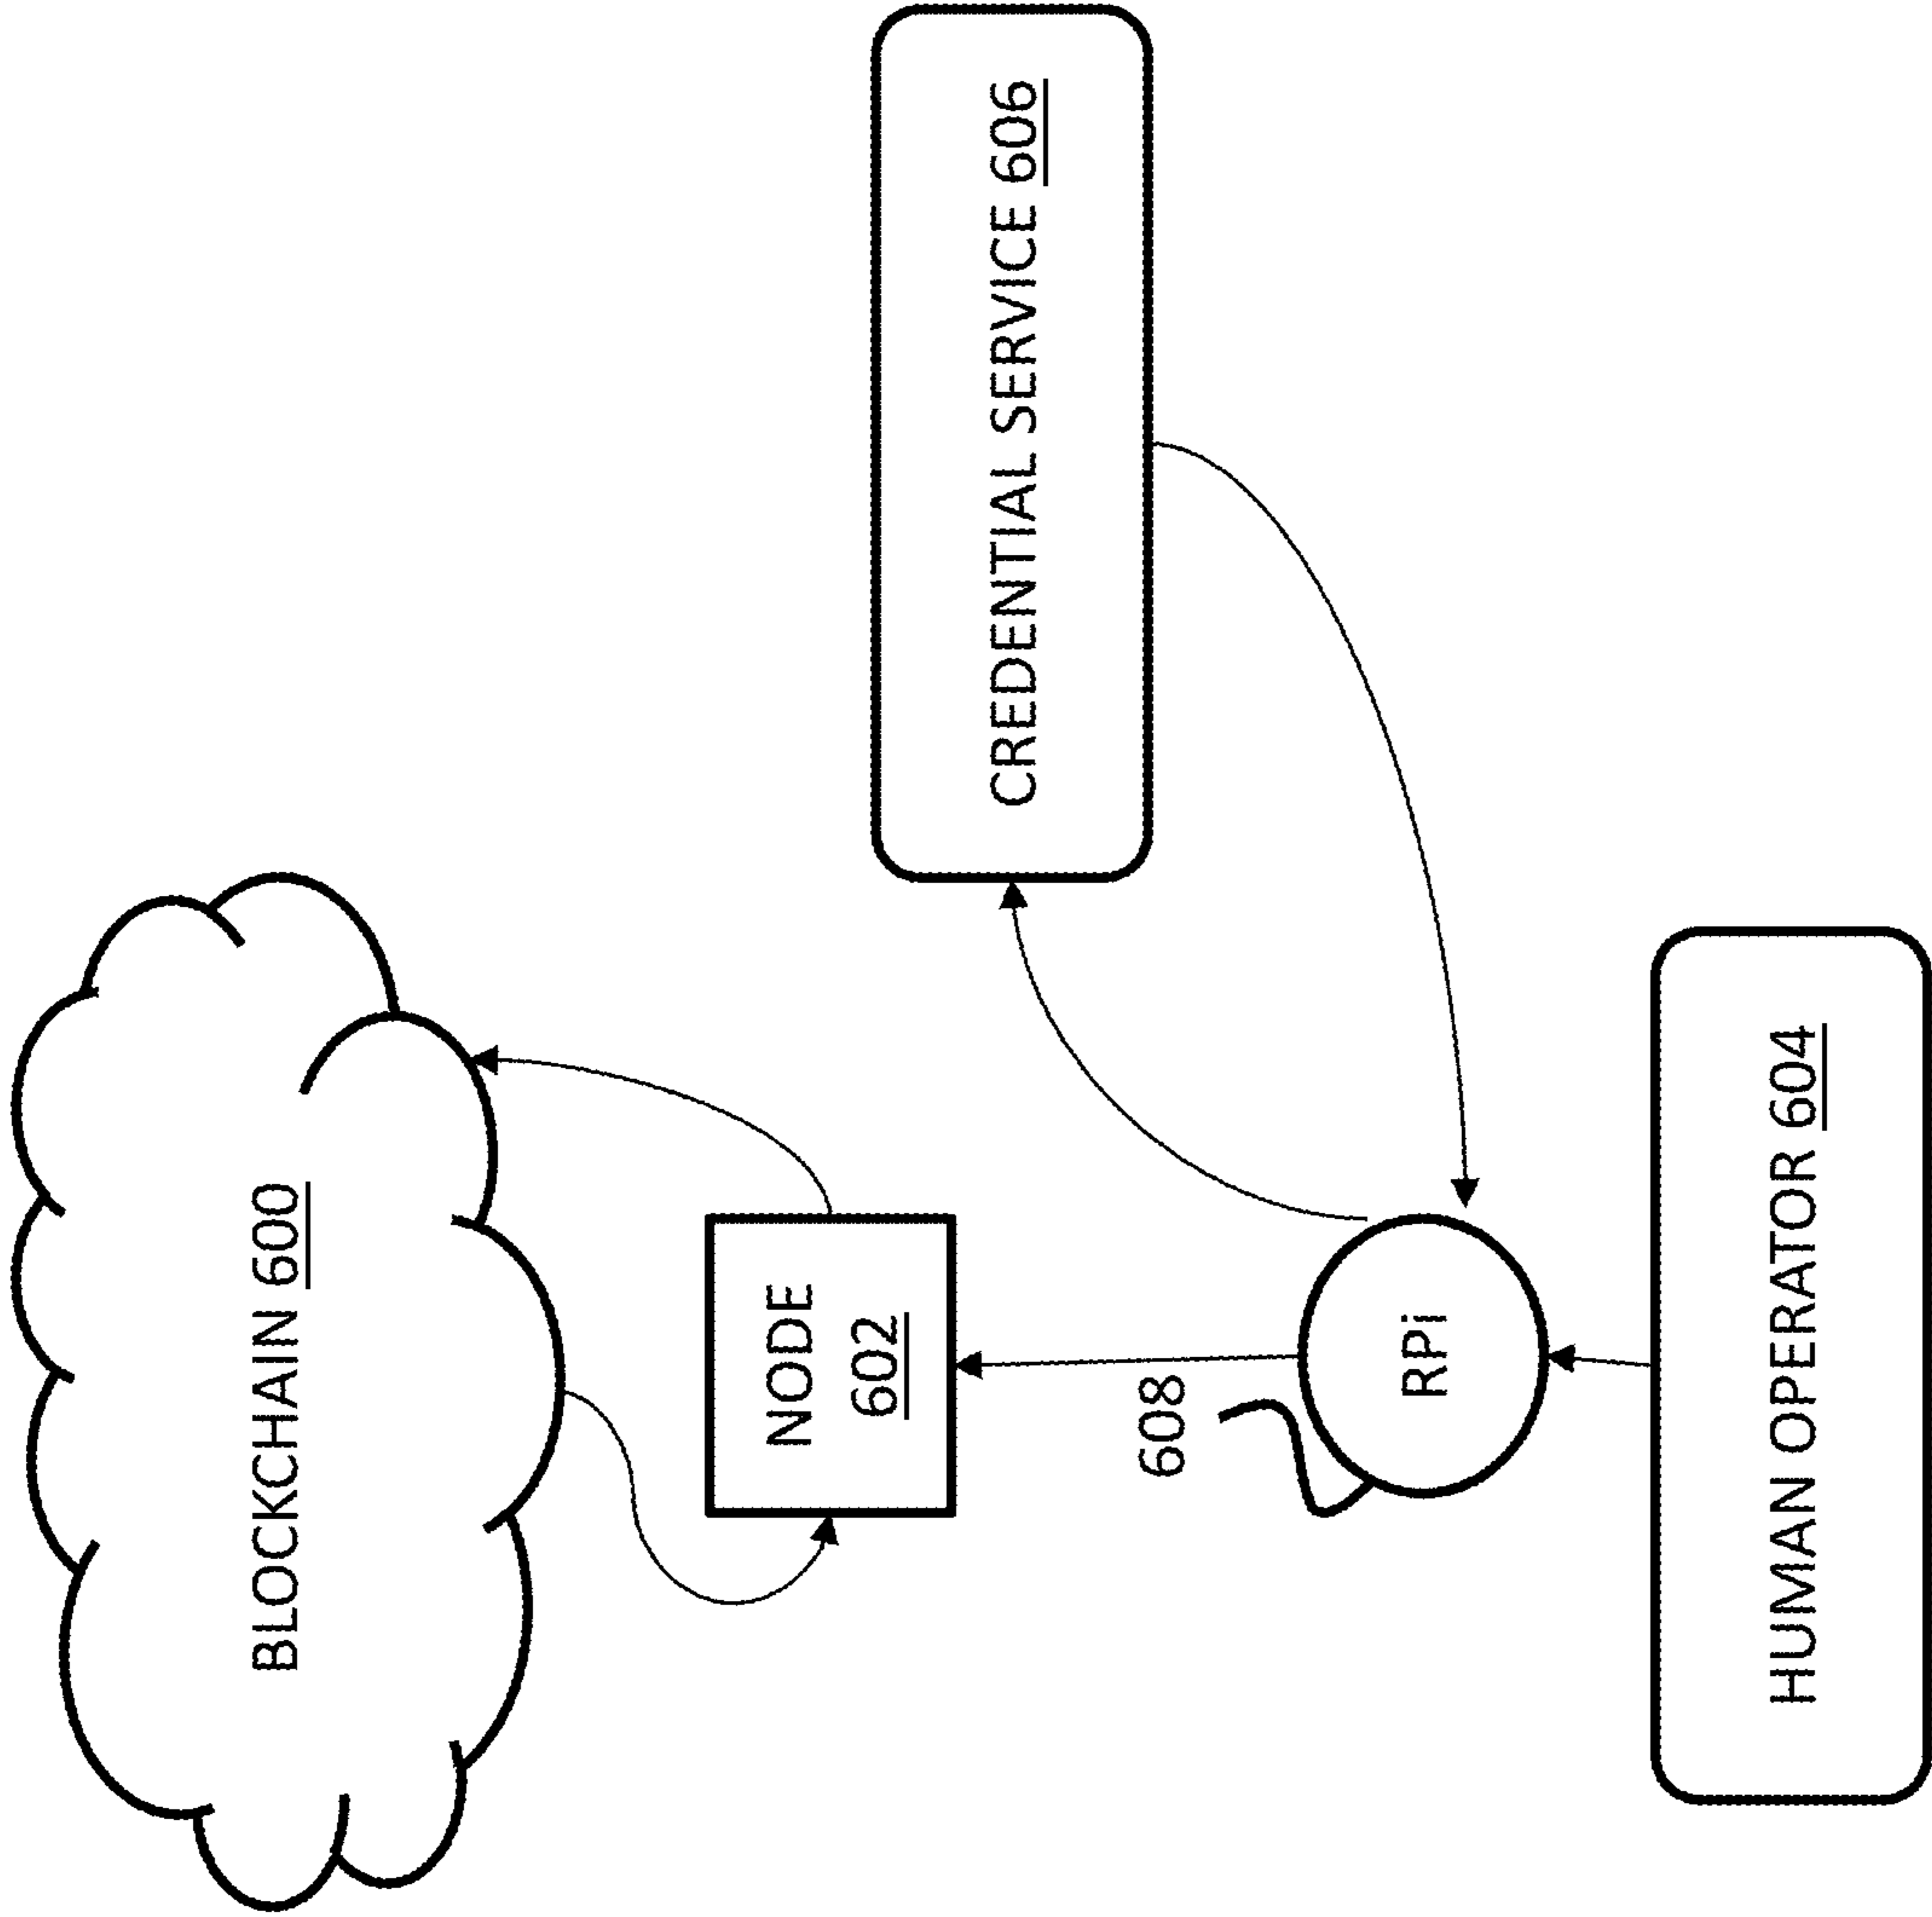 BLOCKCHAIN 600
NODE
602
608
RPi
CREDENTIAL SERVICE 606
HUMAN OPERATOR 604